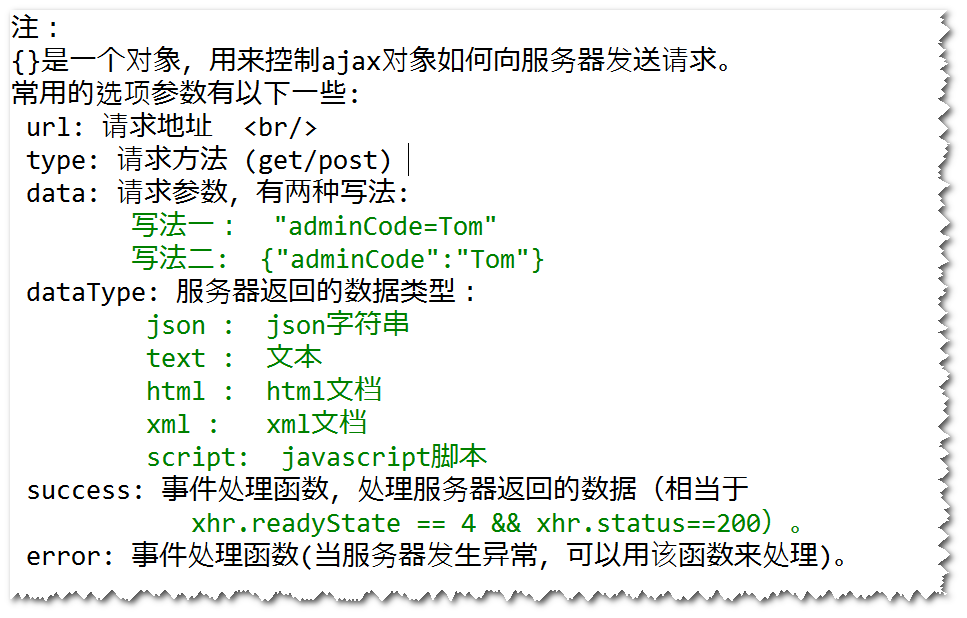 注：
{}是一个对象，用来控制ajax对象如何向服务器发送请求。
常用的选项参数有以下一些:
url: 请求地址 <br/>
type: 请求方法 (get/post)
data: 请求参数，有两种写法:
写法一： "adminCode=Tom"
写法二: {"adminCode":"Tom"}
dataType: 服务器返回的数据类型：
json : json字符串
text : 文本
html : html文档
xml : xml文档
script: javascript脚本
success: 事件处理函数，处理服务器返回的数据（相当于
xhr.readyState == 4 && xhr.status==200）。
error: 事件处理函数(当服务器发生异常，可以用该函数来处理)。